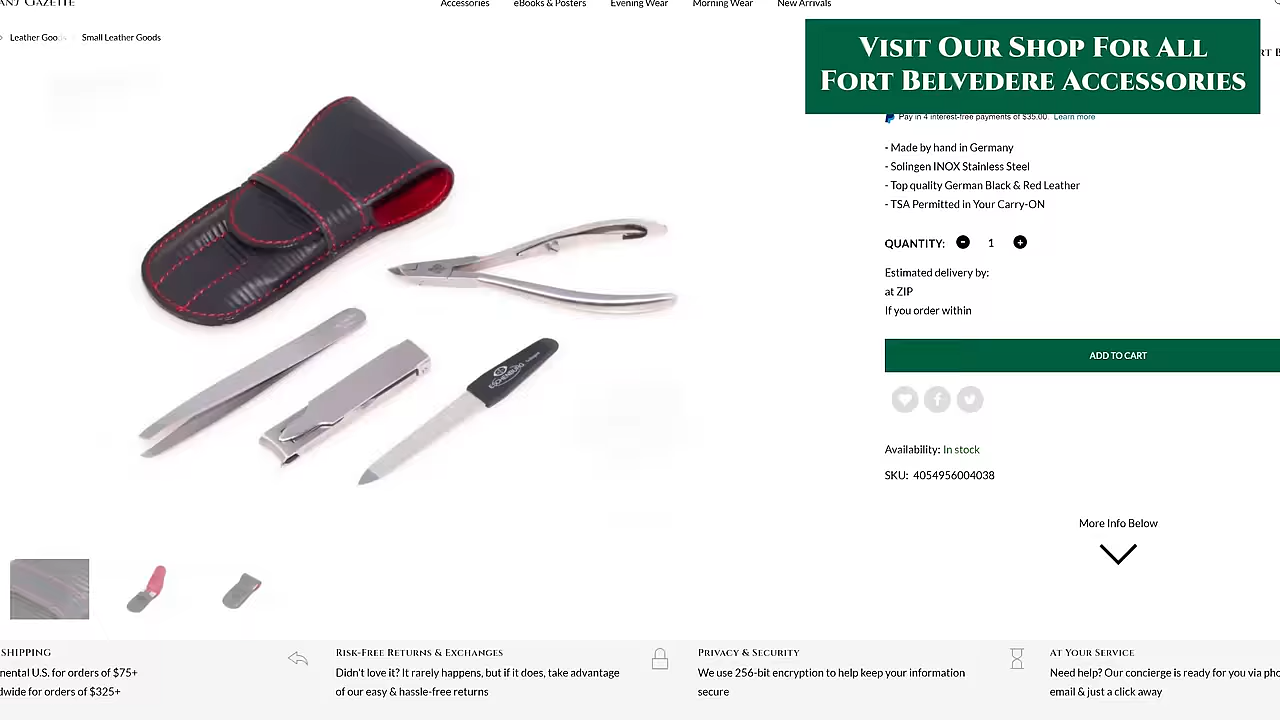 Accessories eBooks & Posters Evening Wear Morning Wear New Arrivals
Gazette
Leather Goo Small Leather Goods
Visit Our Shop For All
Fort Belvedere Accessories
Pay in 4 interest-free payments of $35.00. Learn more
- Made by hand in Germany
- Solingen INOX Stainless Steel
- Top quality German Black & Red Leather
- TSA Permitted in Your Carry-ON
QUANTITY: - 1 +
Estimated delivery by:
at ZIP
If you order within
ADD TO CART
Availability: In stock
SKU: 4054956004038
More Info Below
Shipping
nental U.S. for orders of $75+
dwide for orders of $325+
Risk-Free Returns & Exchanges
Didn't love it? It rarely happens, but if it does, take advantage
of our easy & hassle-free returns
Privacy & Security
We use 256-bit encryption to help keep your information
secure
At Your Service
Need help? Our concierge is ready for you via pho
email & just a click away